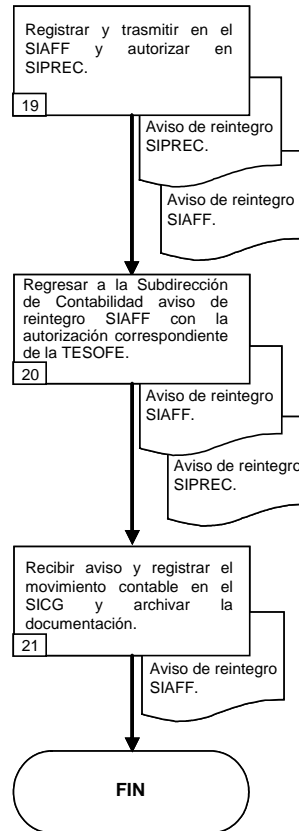 Registrar y trasmitir en el
SIAFF y autorizar en
SIPREC.
19
Aviso de reintegro
SIPREC.
Aviso de reintegro
SIAFF.
Regresar a la Subdirección
de Contabilidad aviso de
reintegro SIAFF con la
autorización correspondiente
de la TESOFE.
20
Aviso de reintegro
SIAFF.
Aviso de reintegro
SIPREC.
Recibir aviso y registrar el
movimiento contable en el
SICG y archivar la
documentación.
21
Aviso de reintegro
SIAFF.
FIN